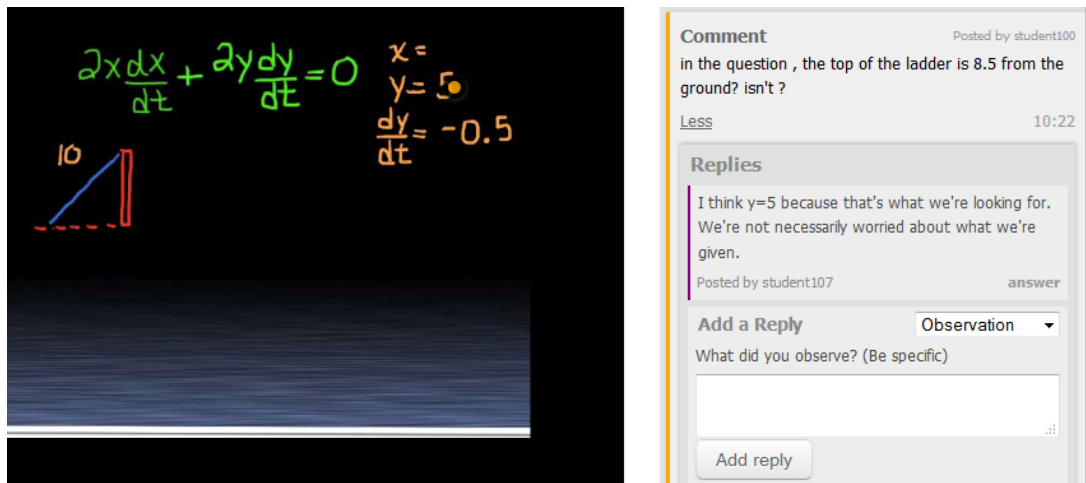 2x dx/dt + 2y dy/dt = 0
x =
y = 5
dy/dt = -0.5
10
Comment
Posted by student100
in the question , the top of the ladder is 8.5 from the
ground? isn't ?
Less
10:22
Replies
I think y=5 because that's what we're looking for.
We're not necessarily worried about what we're
given.
Posted by student107
answer
Add a Reply
Observation
What did you observe? (Be specific)
Add reply